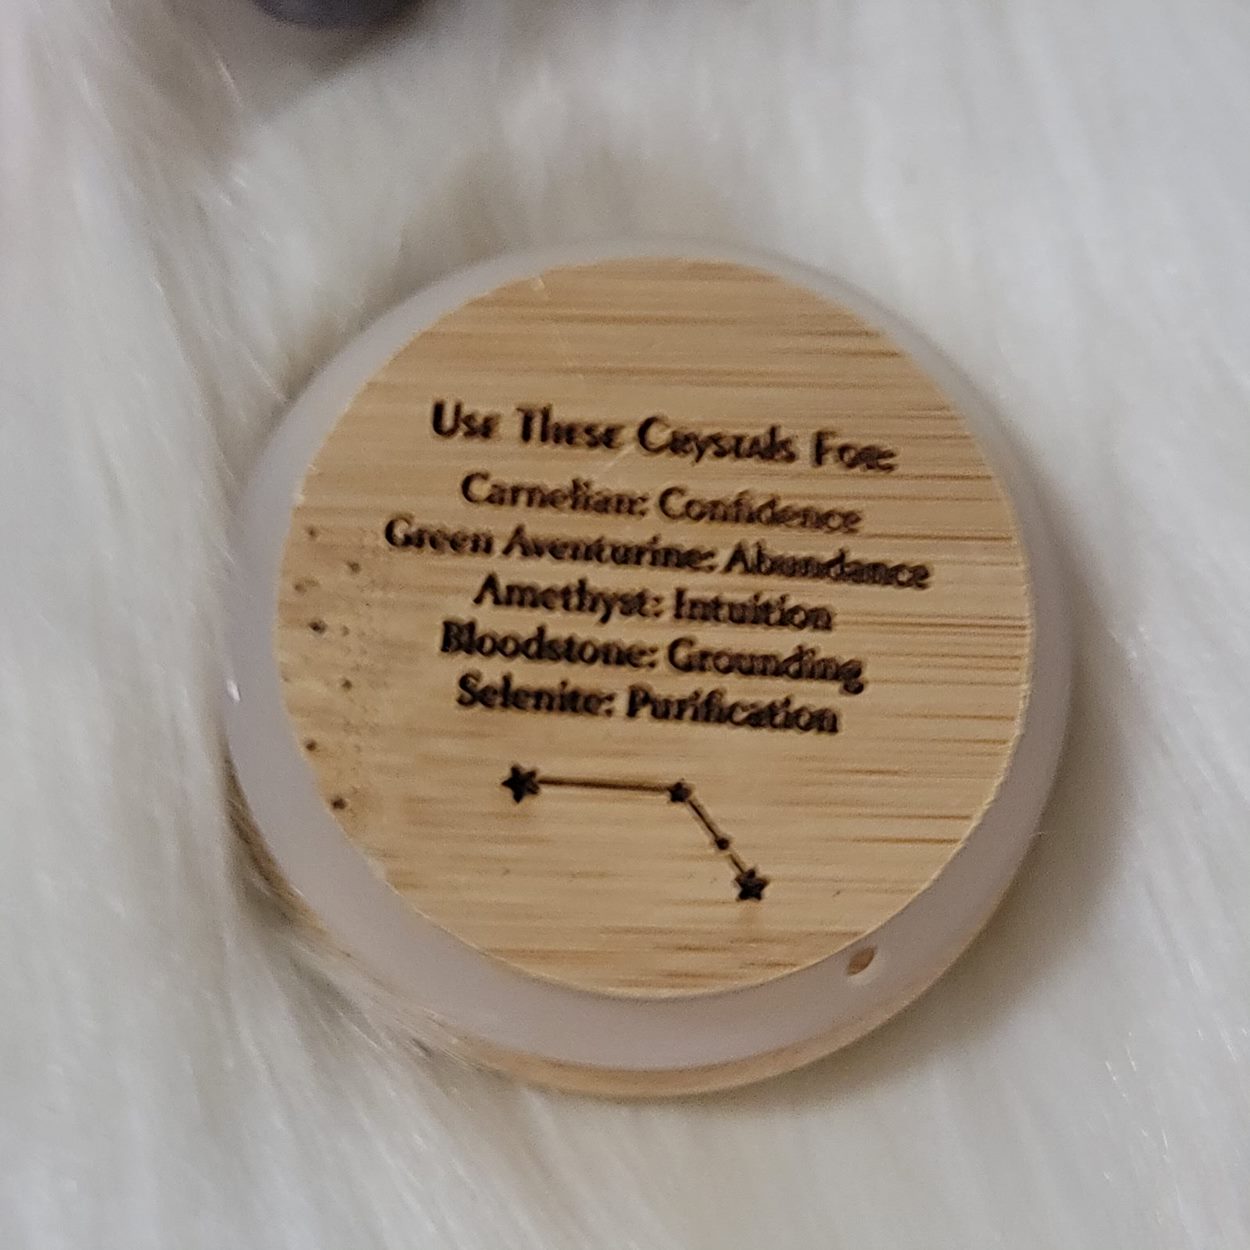 Use These Crystals For:
Carnelian: Confidence
Green Aventurine: Abundance
Amethyst: Intuition
Bloodstone: Grounding
Selenite: Purification